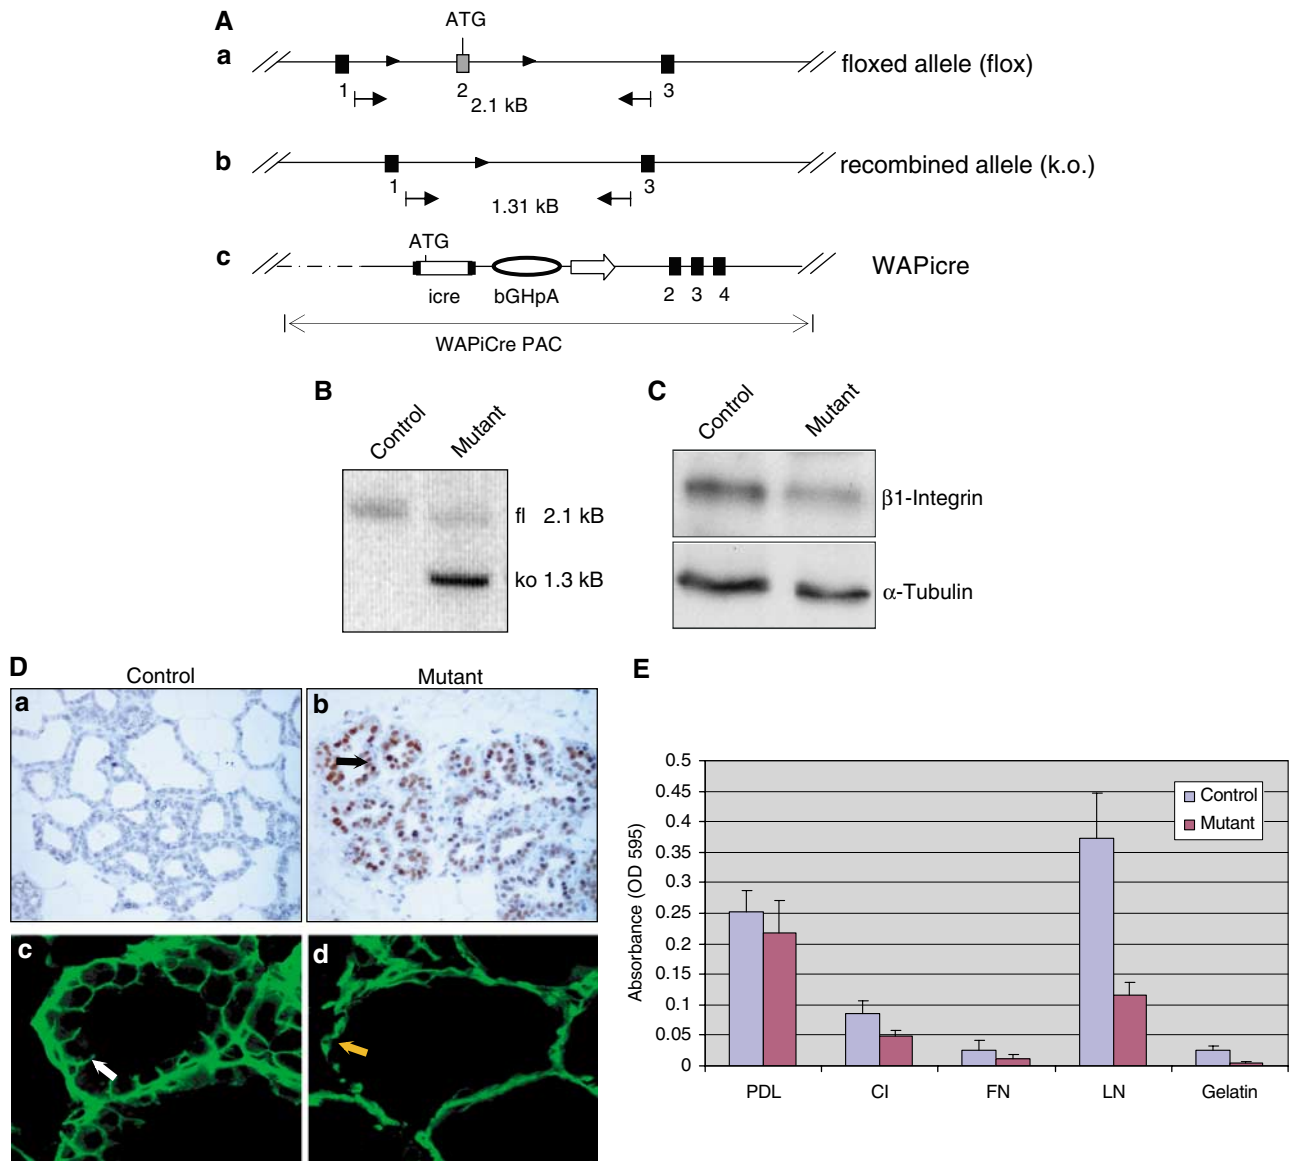 A
ATG
a
floxed allele (flox)
1
2
3
2.1 kB
b
recombined allele (k.o.)
1
3
1.31 kB
c
ATG
WAPicre
icre
bGHpA
2 3 4
WAPiCre PAC
B
Control
Mutant
fl 2.1 kB
ko 1.3 kB
C
Control
Mutant
β1-Integrin
α-Tubulin
D
Control
Mutant
a
b
c
d
E
Absorbance (OD 595)
0.5
0.45
0.4
0.35
0.3
0.25
0.2
0.15
0.1
0.05
0
Control
Mutant
PDL
CI
FN
LN
Gelatin